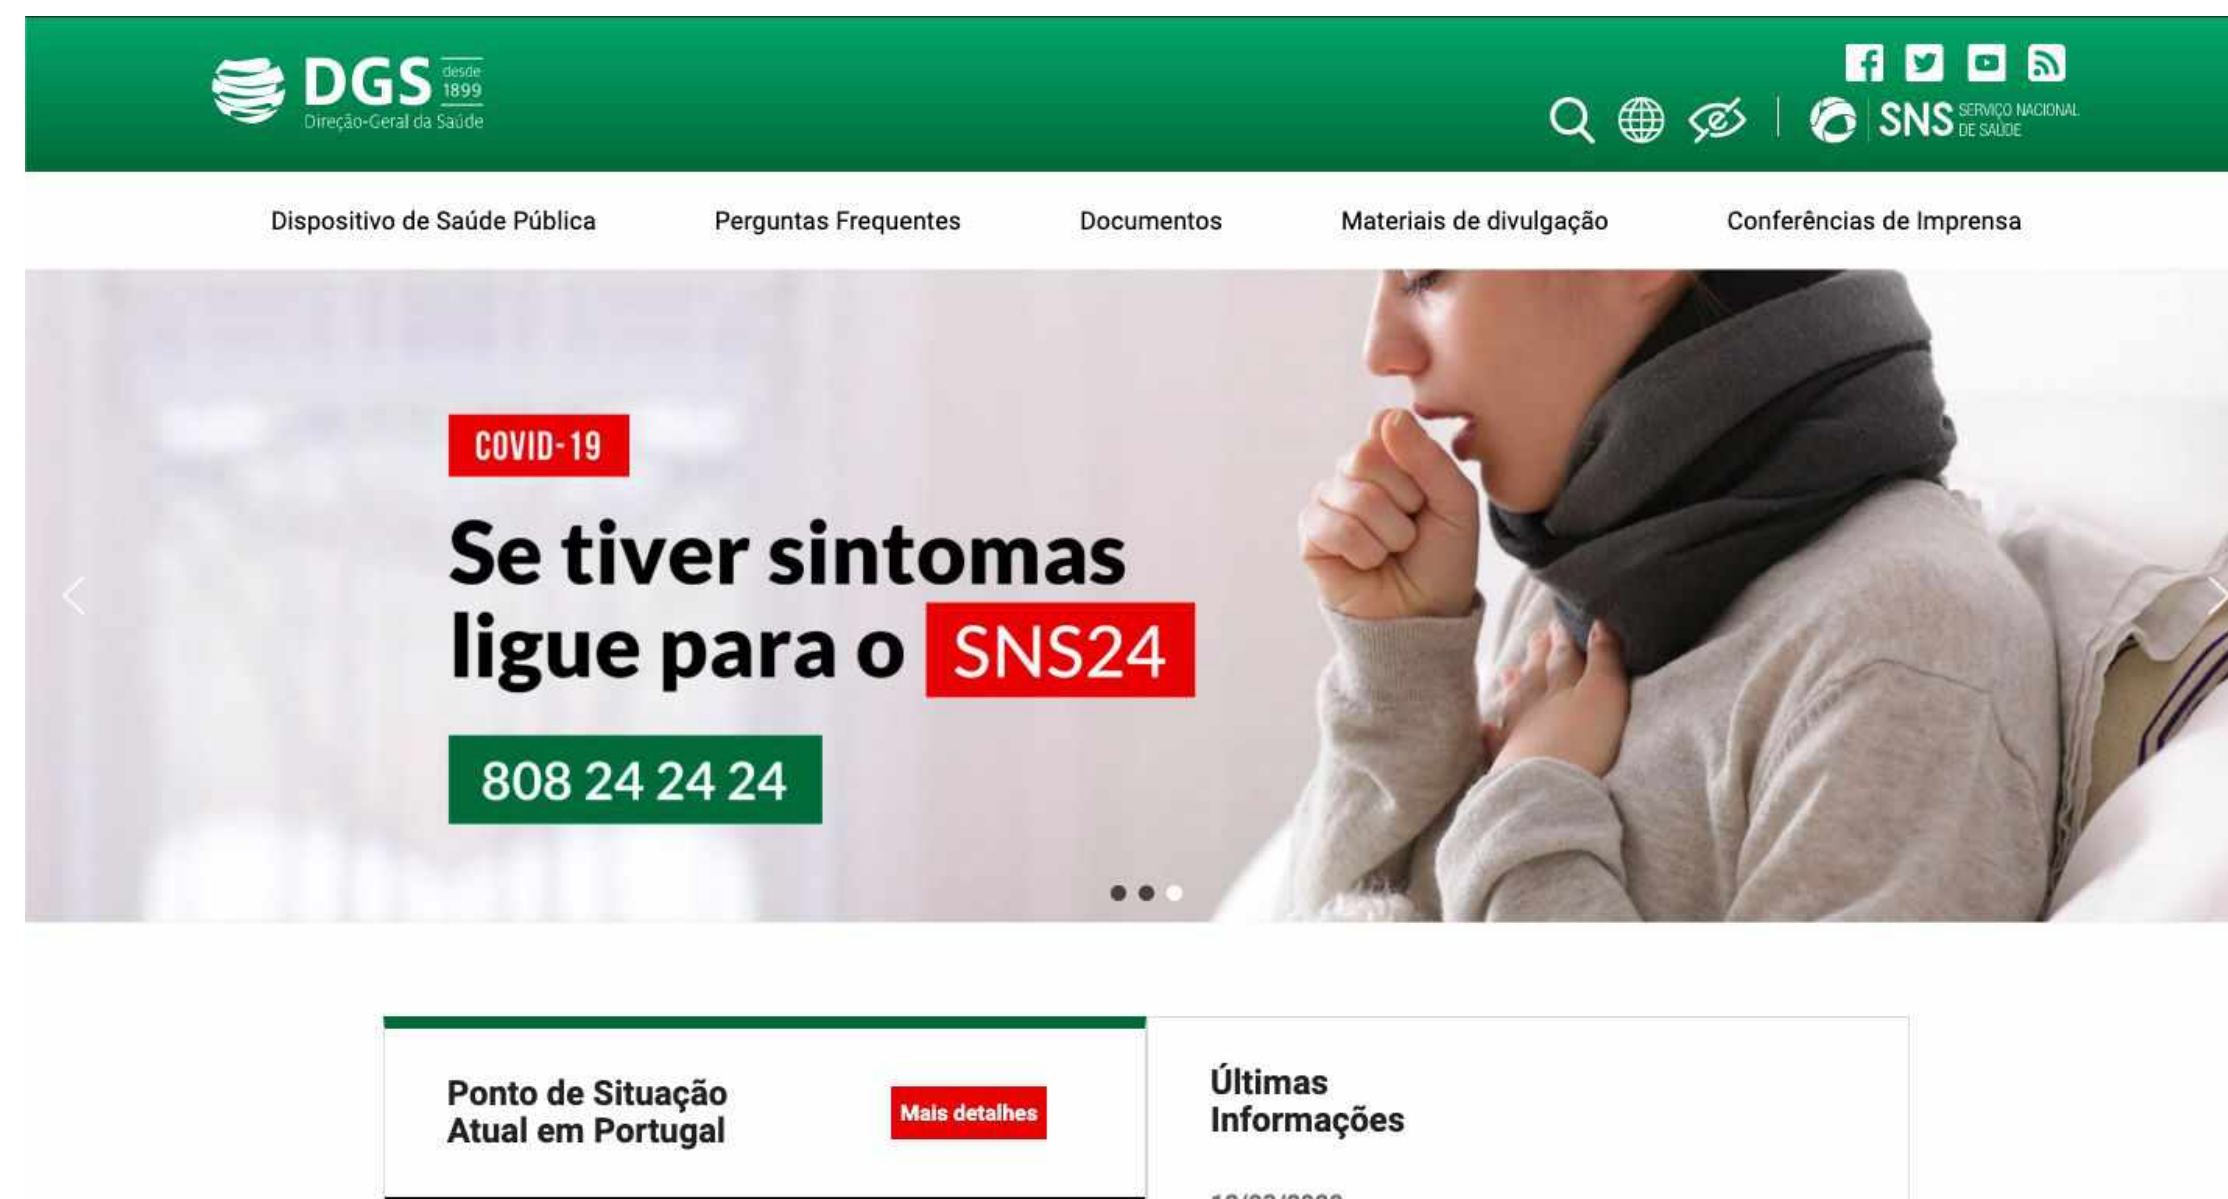 DGS desde
1899
Direção-Geral da Saúde
SNS SERVIÇO NACIONAL
DE SAÚDE
Dispositivo de Saúde Pública
Perguntas Frequentes
Documentos
Materiais de divulgação
Conferências de Imprensa
COVID-19
Se tiver sintomas
ligue para o SNS24
808 24 24 24
Ponto de Situação
Atual em Portugal
Mais detalhes
Últimas
Informações